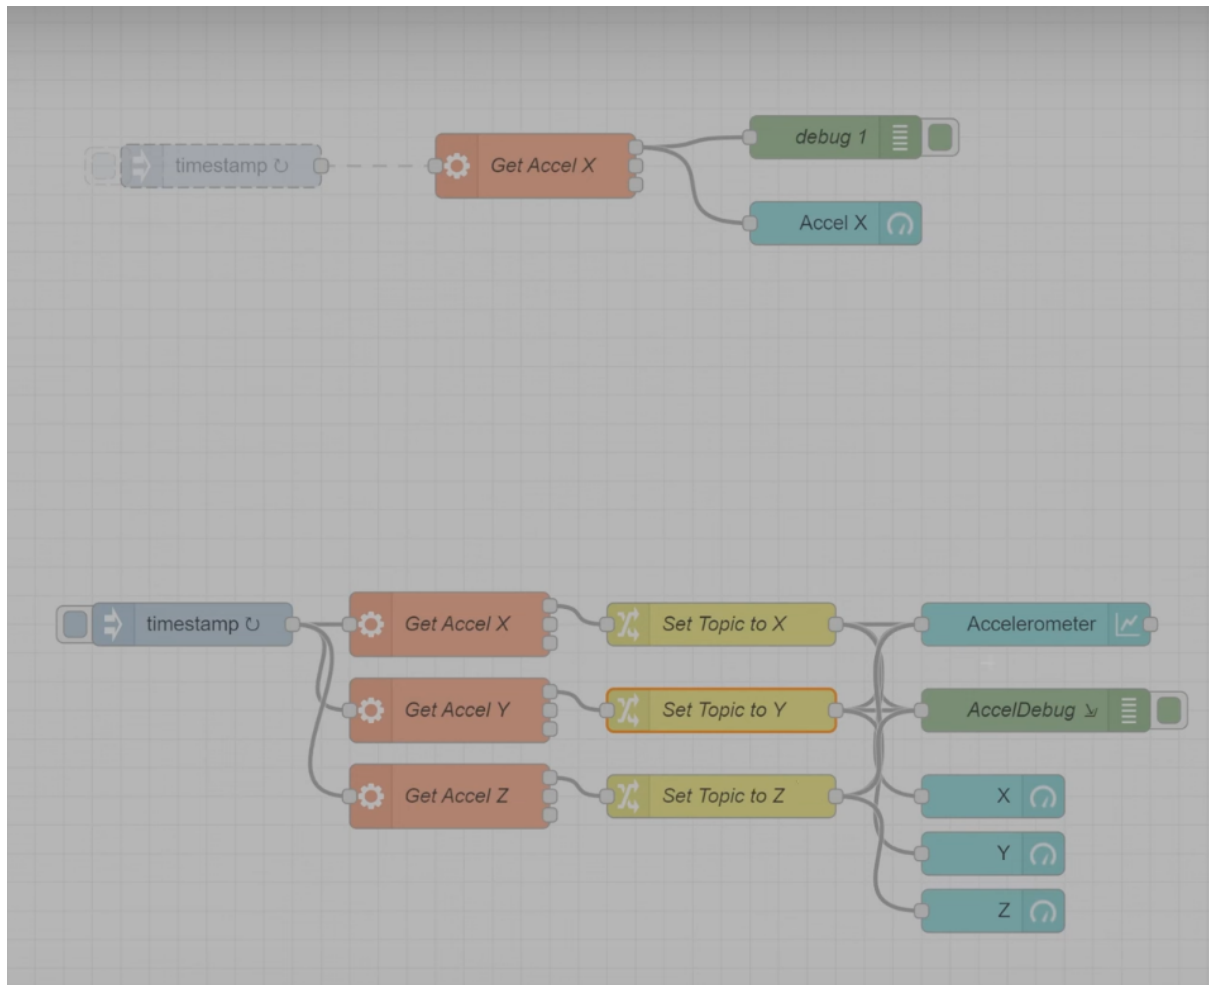 timestamp ↻
Get Accel X
debug 1
Accel X
timestamp ↻
Get Accel X
Set Topic to X
Accelerometer
Get Accel Y
Set Topic to Y
AccelDebug ⇲
Get Accel Z
Set Topic to Z
X
Y
Z